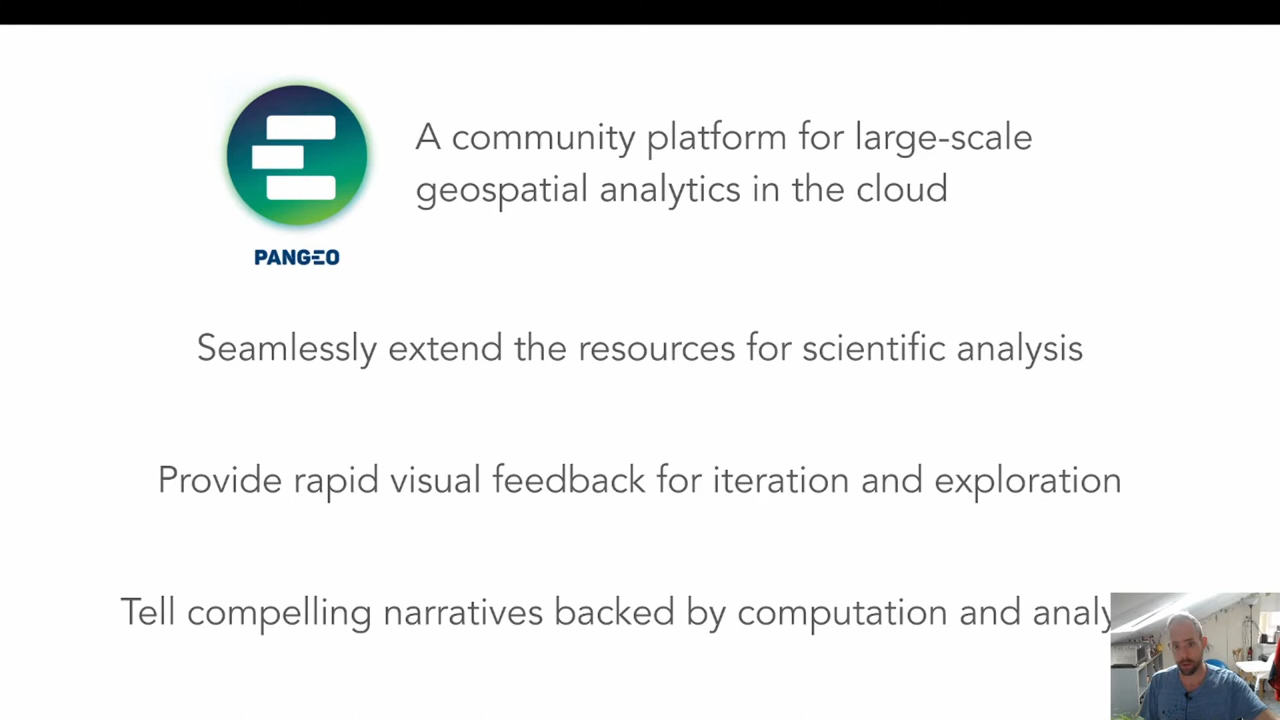 A community platform for large-scale
geospatial analytics in the cloud
PANGEO
Seamlessly extend the resources for scientific analysis
Provide rapid visual feedback for iteration and exploration
Tell compelling narratives backed by computation and